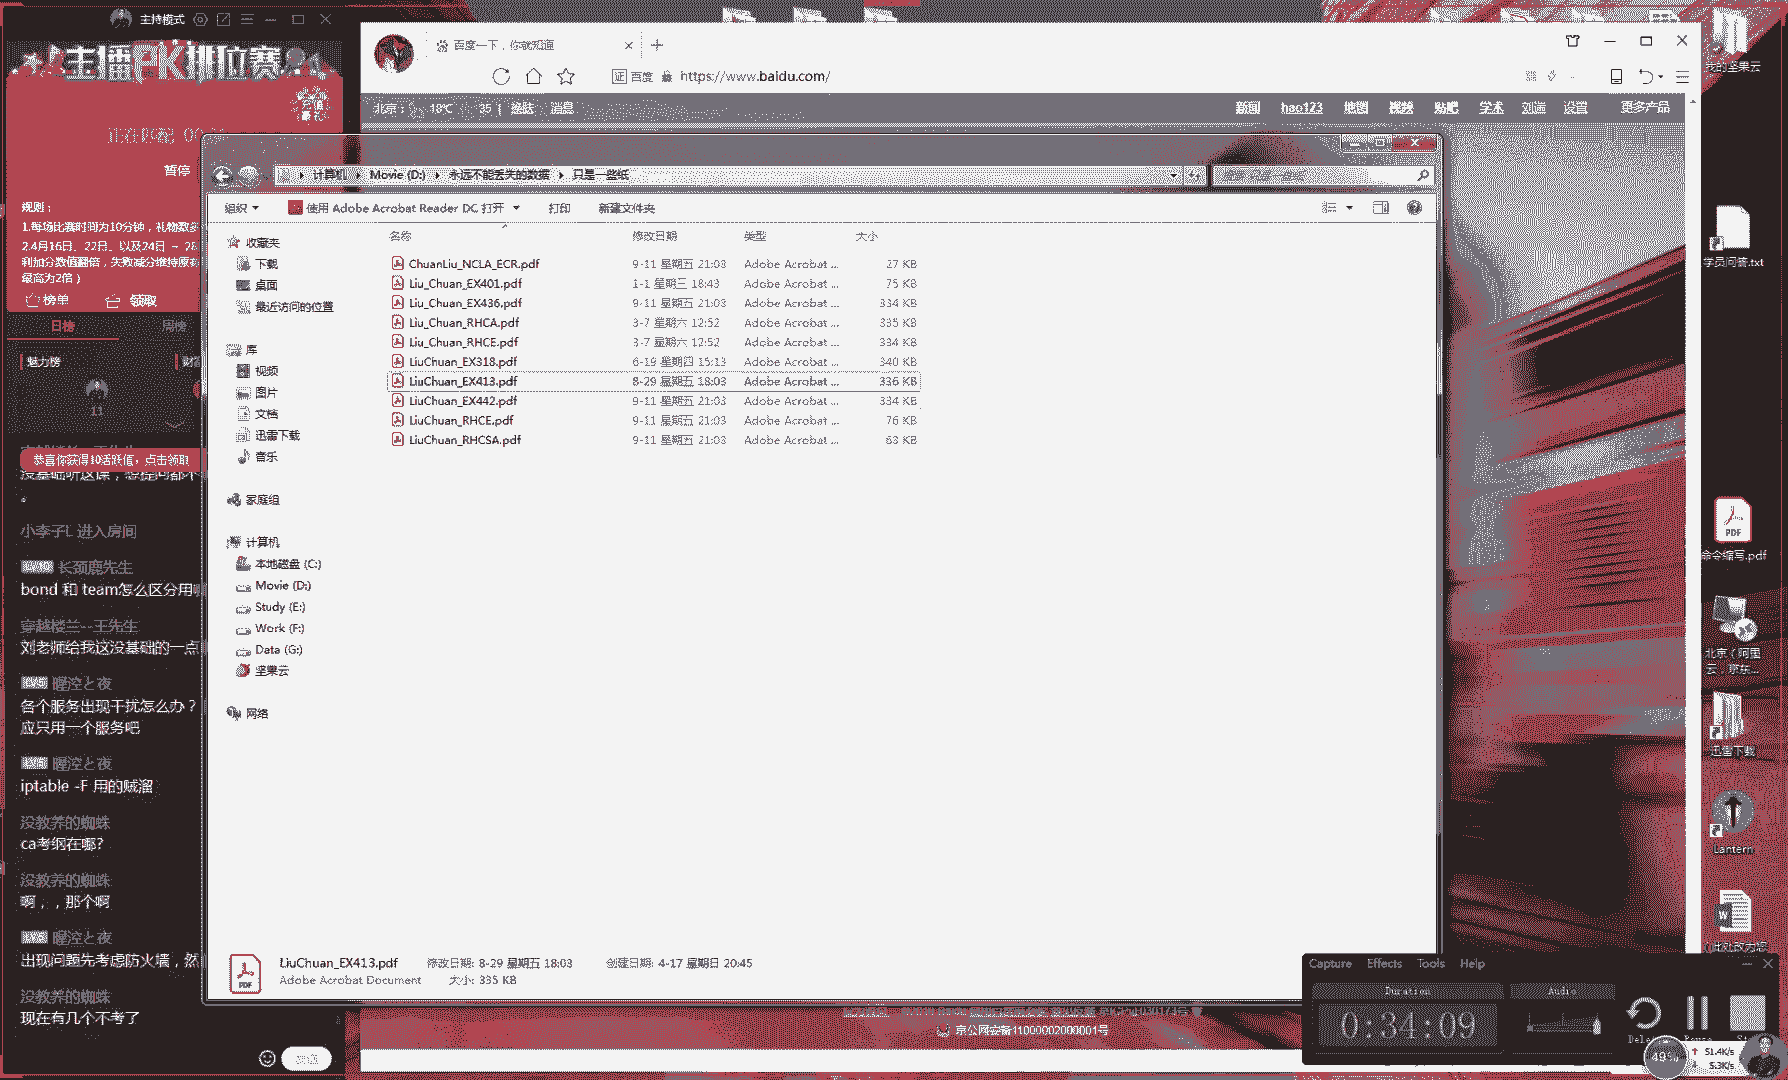 主持模式
主播PK排位赛
暂停
规则：
1.每场比赛时间为10分钟，礼物数多
2.4月16日、22日、以及24日 ~ 28
利加分数值翻倍，失败减分维持原
最高为2倍）
榜单
领取
日榜
周榜
魅力榜
11
恭喜你获得10活跃值，点击领取
。
小李子L 进入房间
长颈鹿先生
bond 和 team怎么区分用
穿越楼兰--王先生
刘老师给我这没基础的一点
腥涳と夜
各个服务出现干扰怎么办？
应只用一个服务吧
腥涳と夜
iptable -F 用的贼溜
没教养的蜘蛛
ca考纲在哪?
没教养的蜘蛛
啊，，那个啊
腥涳と夜
出现问题先考虑防火墙，然
没教养的蜘蛛
现在有几个不考了
百度一下，你就知道
证 百度 https://www.baidu.com/
北京： 18℃ 35 | 换肤 消息
新闻 hao123 地图 视频 贴吧 学术 刘遄 设置 更多产品
计算机 Movie (D:) 永远不能丢失的数据 只是一些纸
组织 使用 Adobe Acrobat Reader DC 打开 打印 新建文件夹
收藏夹
下载
桌面
最近访问的位置
库
视频
图片
文档
迅雷下载
音乐
家庭组
计算机
本地磁盘 (C:)
Movie (D:)
Study (E:)
Work (F:)
Data (G:)
坚果云
网络
名称 修改日期 类型 大小
ChuanLiu_NCLA_ECR.pdf 9-11 星期五 21:03 Adobe Acrobat ... 27 KB
Liu_Chuan_EX401.pdf 1-1 星期三 18:43 Adobe Acrobat ... 75 KB
Liu_Chuan_EX436.pdf 9-11 星期五 21:03 Adobe Acrobat ... 334 KB
Liu_Chuan_RHCA.pdf 3-7 星期六 12:52 Adobe Acrobat ... 335 KB
Liu_Chuan_RHCE.pdf 3-7 星期六 12:52 Adobe Acrobat ... 334 KB
LiuChuan_EX318.pdf 6-19 星期四 15:13 Adobe Acrobat ... 340 KB
LiuChuan_EX413.pdf 8-29 星期五 18:03 Adobe Acrobat ... 336 KB
LiuChuan_EX442.pdf 9-11 星期五 21:03 Adobe Acrobat ... 334 KB
LiuChuan_RHCE.pdf 9-11 星期五 21:03 Adobe Acrobat ... 76 KB
LiuChuan_RHCSA.pdf 9-11 星期五 21:03 Adobe Acrobat ... 63 KB
LiuChuan_EX413.pdf 修改日期: 8-29 星期五 18:03 创建日期: 4-17 星期日 20:45
Adobe Acrobat Document 大小: 335 KB
PDF
京公网安备11000002000001号
我的坚果云
学员问答.txt
PDF
命令缩写.pdf
北京（阿里
云，京东...
迅雷下载
Lantern
Capture Effects Tools Help
Duration Audio
0:34:09
49%
51.4K/s
5.3K/s